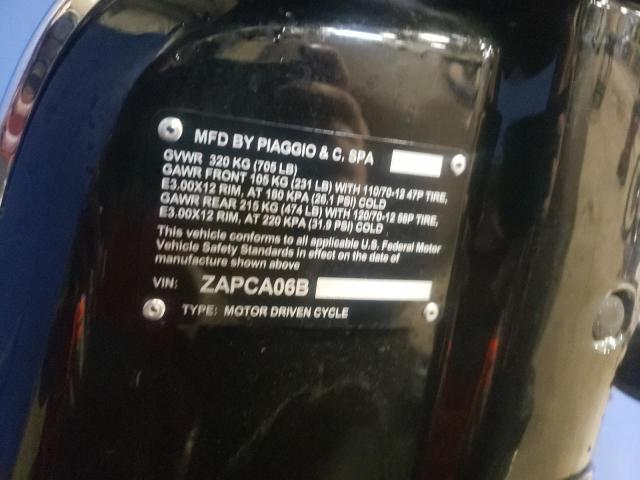 MFD BY PIAGGIO & C. SPA
GVWR 320 KG (705 LB)
GAWR FRONT 105 KG (231 LB) WITH 110/70-12 47P TIRE,
E3.00X12 RIM, AT 180 KPA (26.1 PSI) COLD
GAWR REAR 215 KG (474 LB) WITH 120/70-12 58P TIRE,
E3.00X12 RIM, AT 220 KPA (31.9 PSI) COLD
This vehicle conforms to all applicable U.S. Federal Motor
Vehicle Safety Standards in effect on the date of
manufacture shown above
VIN: ZAPCA06B
TYPE: MOTOR DRIVEN CYCLE